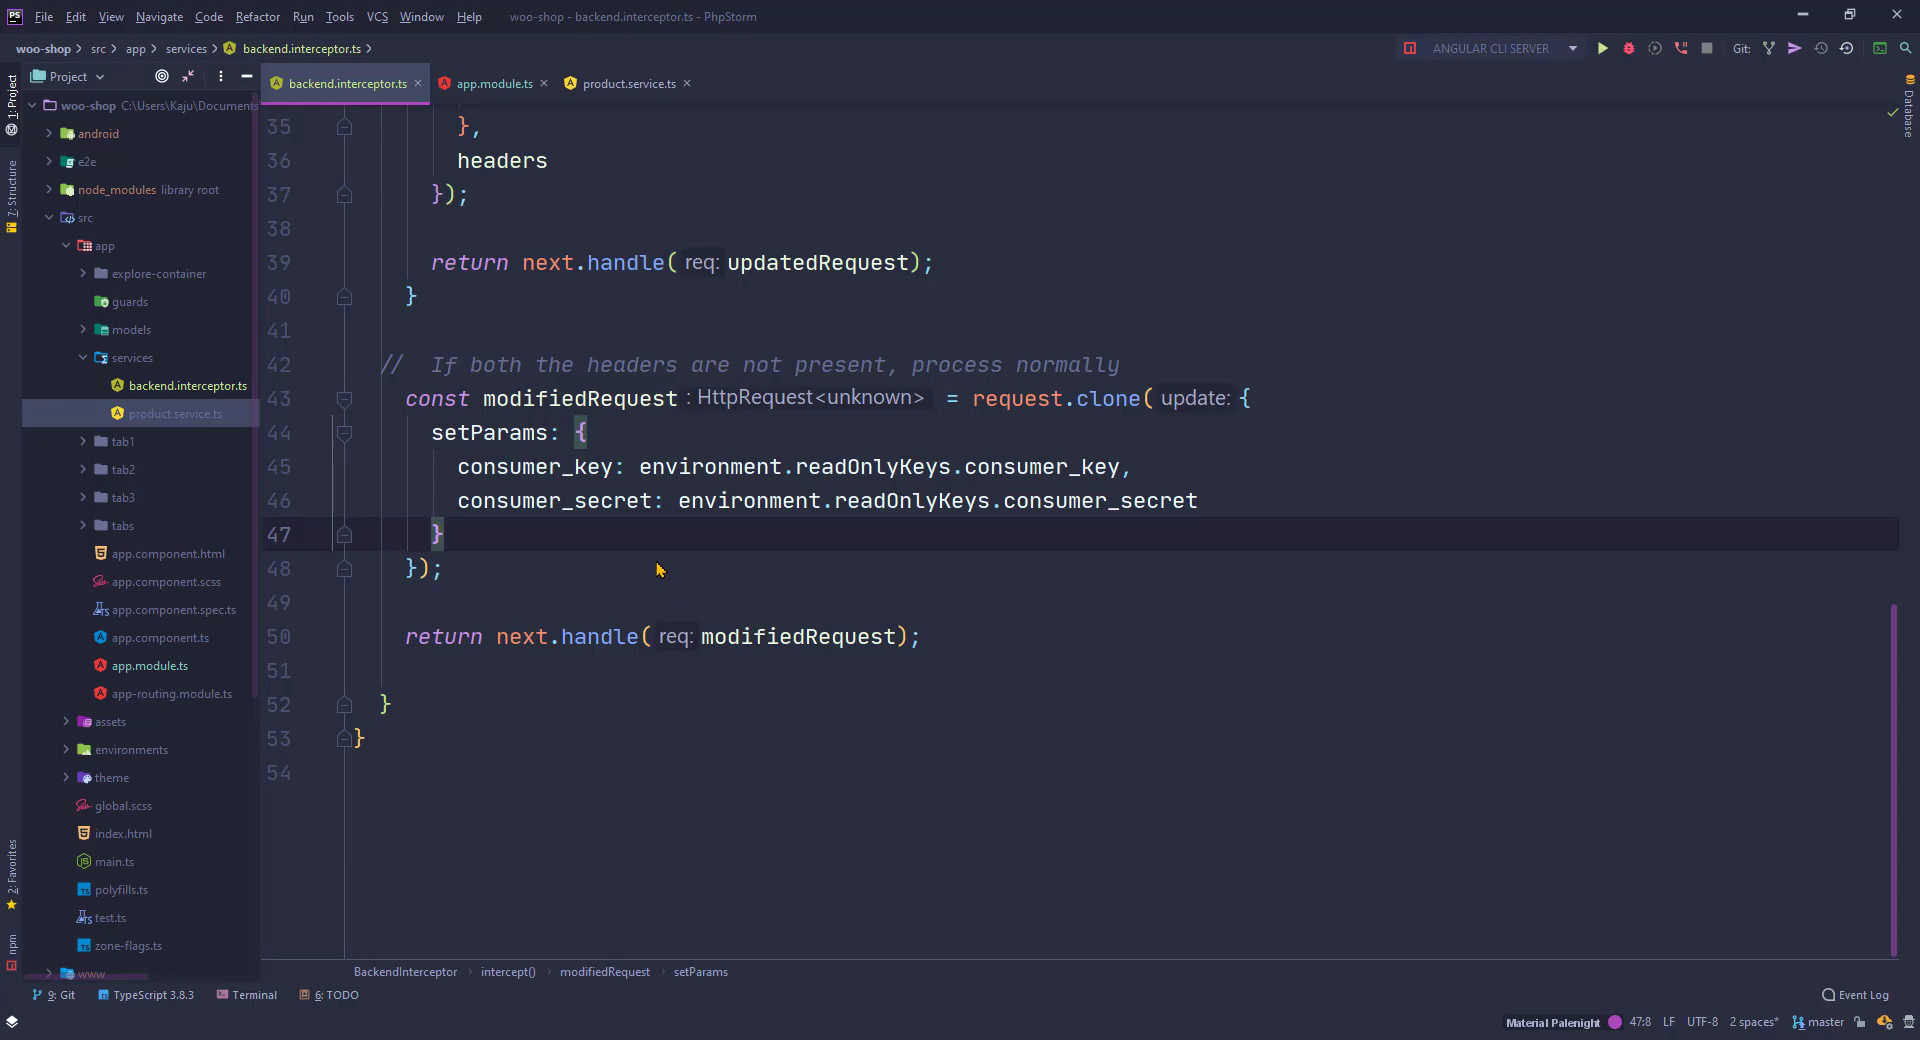 PS File Edit View Navigate Code Refactor Run Tools VCS Window Help woo-shop - backend.interceptor.ts - PhpStorm
woo-shop src app services backend.interceptor.ts ANGULAR CLI SERVER Git:
Project backend.interceptor.ts app.module.ts product.service.ts
1: Project
7: Structure
2: Favorites
npm
Database
woo-shop C:\Users\Kaju\Documents
android
e2e
node_modules library root
src
app
explore-container
guards
models
services
backend.interceptor.ts
product.service.ts
tab1
tab2
tab3
tabs
app.component.html
app.component.scss
app.component.spec.ts
app.component.ts
app.module.ts
app-routing.module.ts
assets
environments
theme
global.scss
index.html
main.ts
polyfills.ts
test.ts
zone-flags.ts
www
35 },
36 headers
37 });
38
39 return next.handle( req: updatedRequest);
40 }
41
42 // If both the headers are not present, process normally
43 const modifiedRequest : HttpRequest<unknown> = request.clone( update: {
44 setParams: {
45 consumer_key: environment.readOnlyKeys.consumer_key,
46 consumer_secret: environment.readOnlyKeys.consumer_secret
47 }
48 });
49
50 return next.handle( req: modifiedRequest);
51
52 }
53 }
54
BackendInterceptor intercept() modifiedRequest setParams
9: Git TypeScript 3.8.3 Terminal 6: TODO Event Log
Material Palenight 47:8 LF UTF-8 2 spaces* master